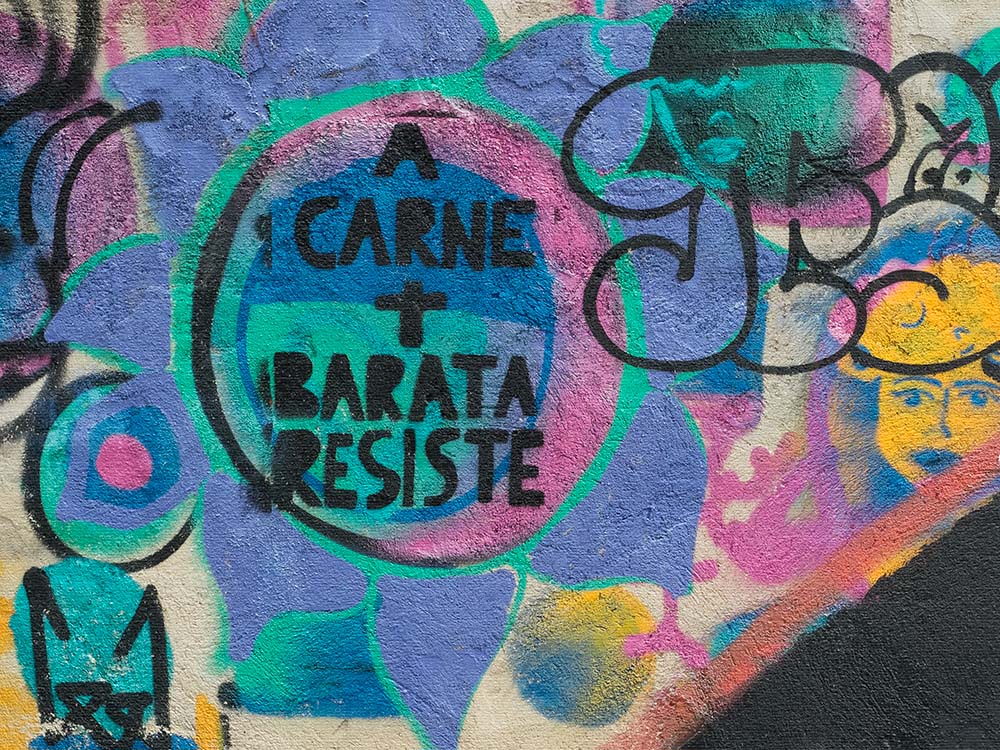 A
CARNE
+
BARATA
RESISTE